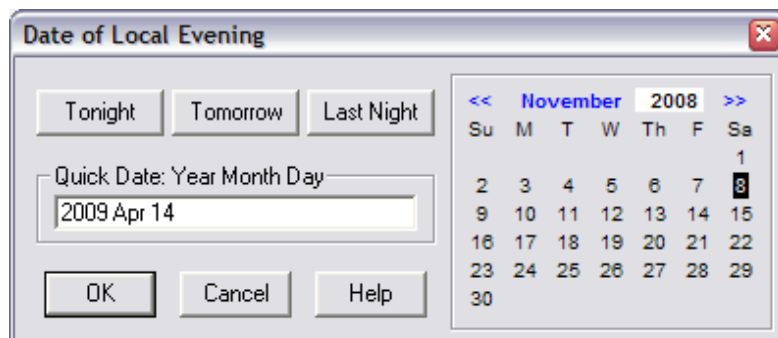 Date of Local Evening
Tonight Tomorrow Last Night
Quick Date: Year Month Day
2009 Apr 14
OK Cancel Help
<< November 2008 >>
Su M T W Th F Sa
1
2 3 4 5 6 7 8
9 10 11 12 13 14 15
16 17 18 19 20 21 22
23 24 25 26 27 28 29
30